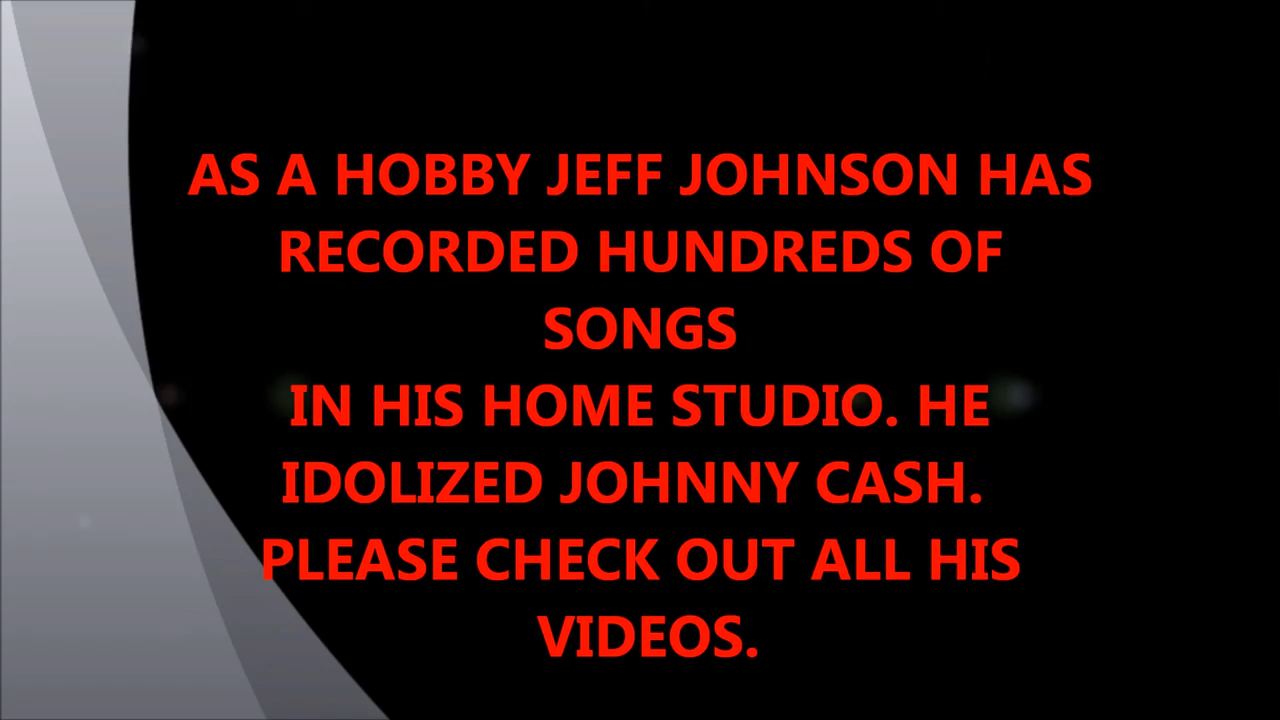 AS A HOBBY JEFF JOHNSON HAS
RECORDED HUNDREDS OF
SONGS
IN HIS HOME STUDIO. HE
IDOLIZED JOHNNY CASH.
PLEASE CHECK OUT ALL HIS
VIDEOS.